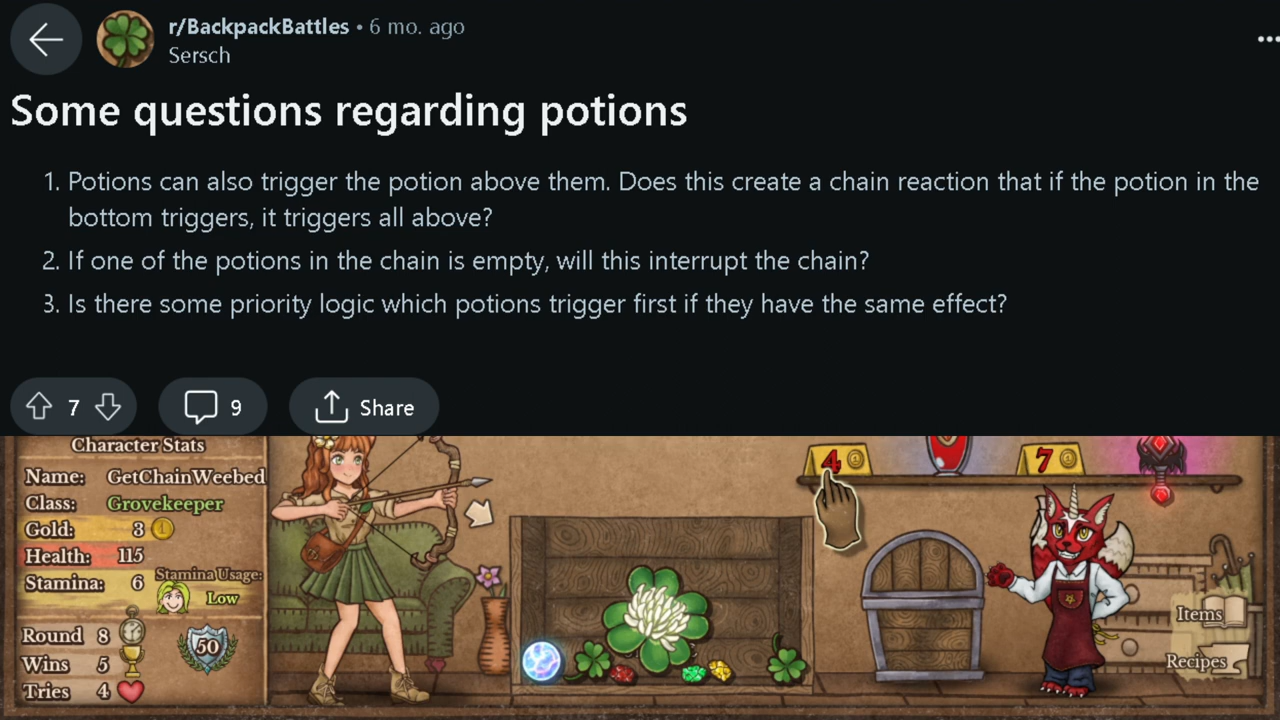 r/BackpackBattles • 6 mo. ago
Sersch
Some questions regarding potions
1. Potions can also trigger the potion above them. Does this create a chain reaction that if the potion in the
bottom triggers, it triggers all above?
2. If one of the potions in the chain is empty, will this interrupt the chain?
3. Is there some priority logic which potions trigger first if they have the same effect?
7
9
Share
Character Stats
Name: GetChainWeebed
Class: Grovekeeper
Gold: 3
Health: 115
Stamina: 6
Stamina Usage:
Low
Round 8
Wins 5
Tries 4
50
4
7
Items
Recipes